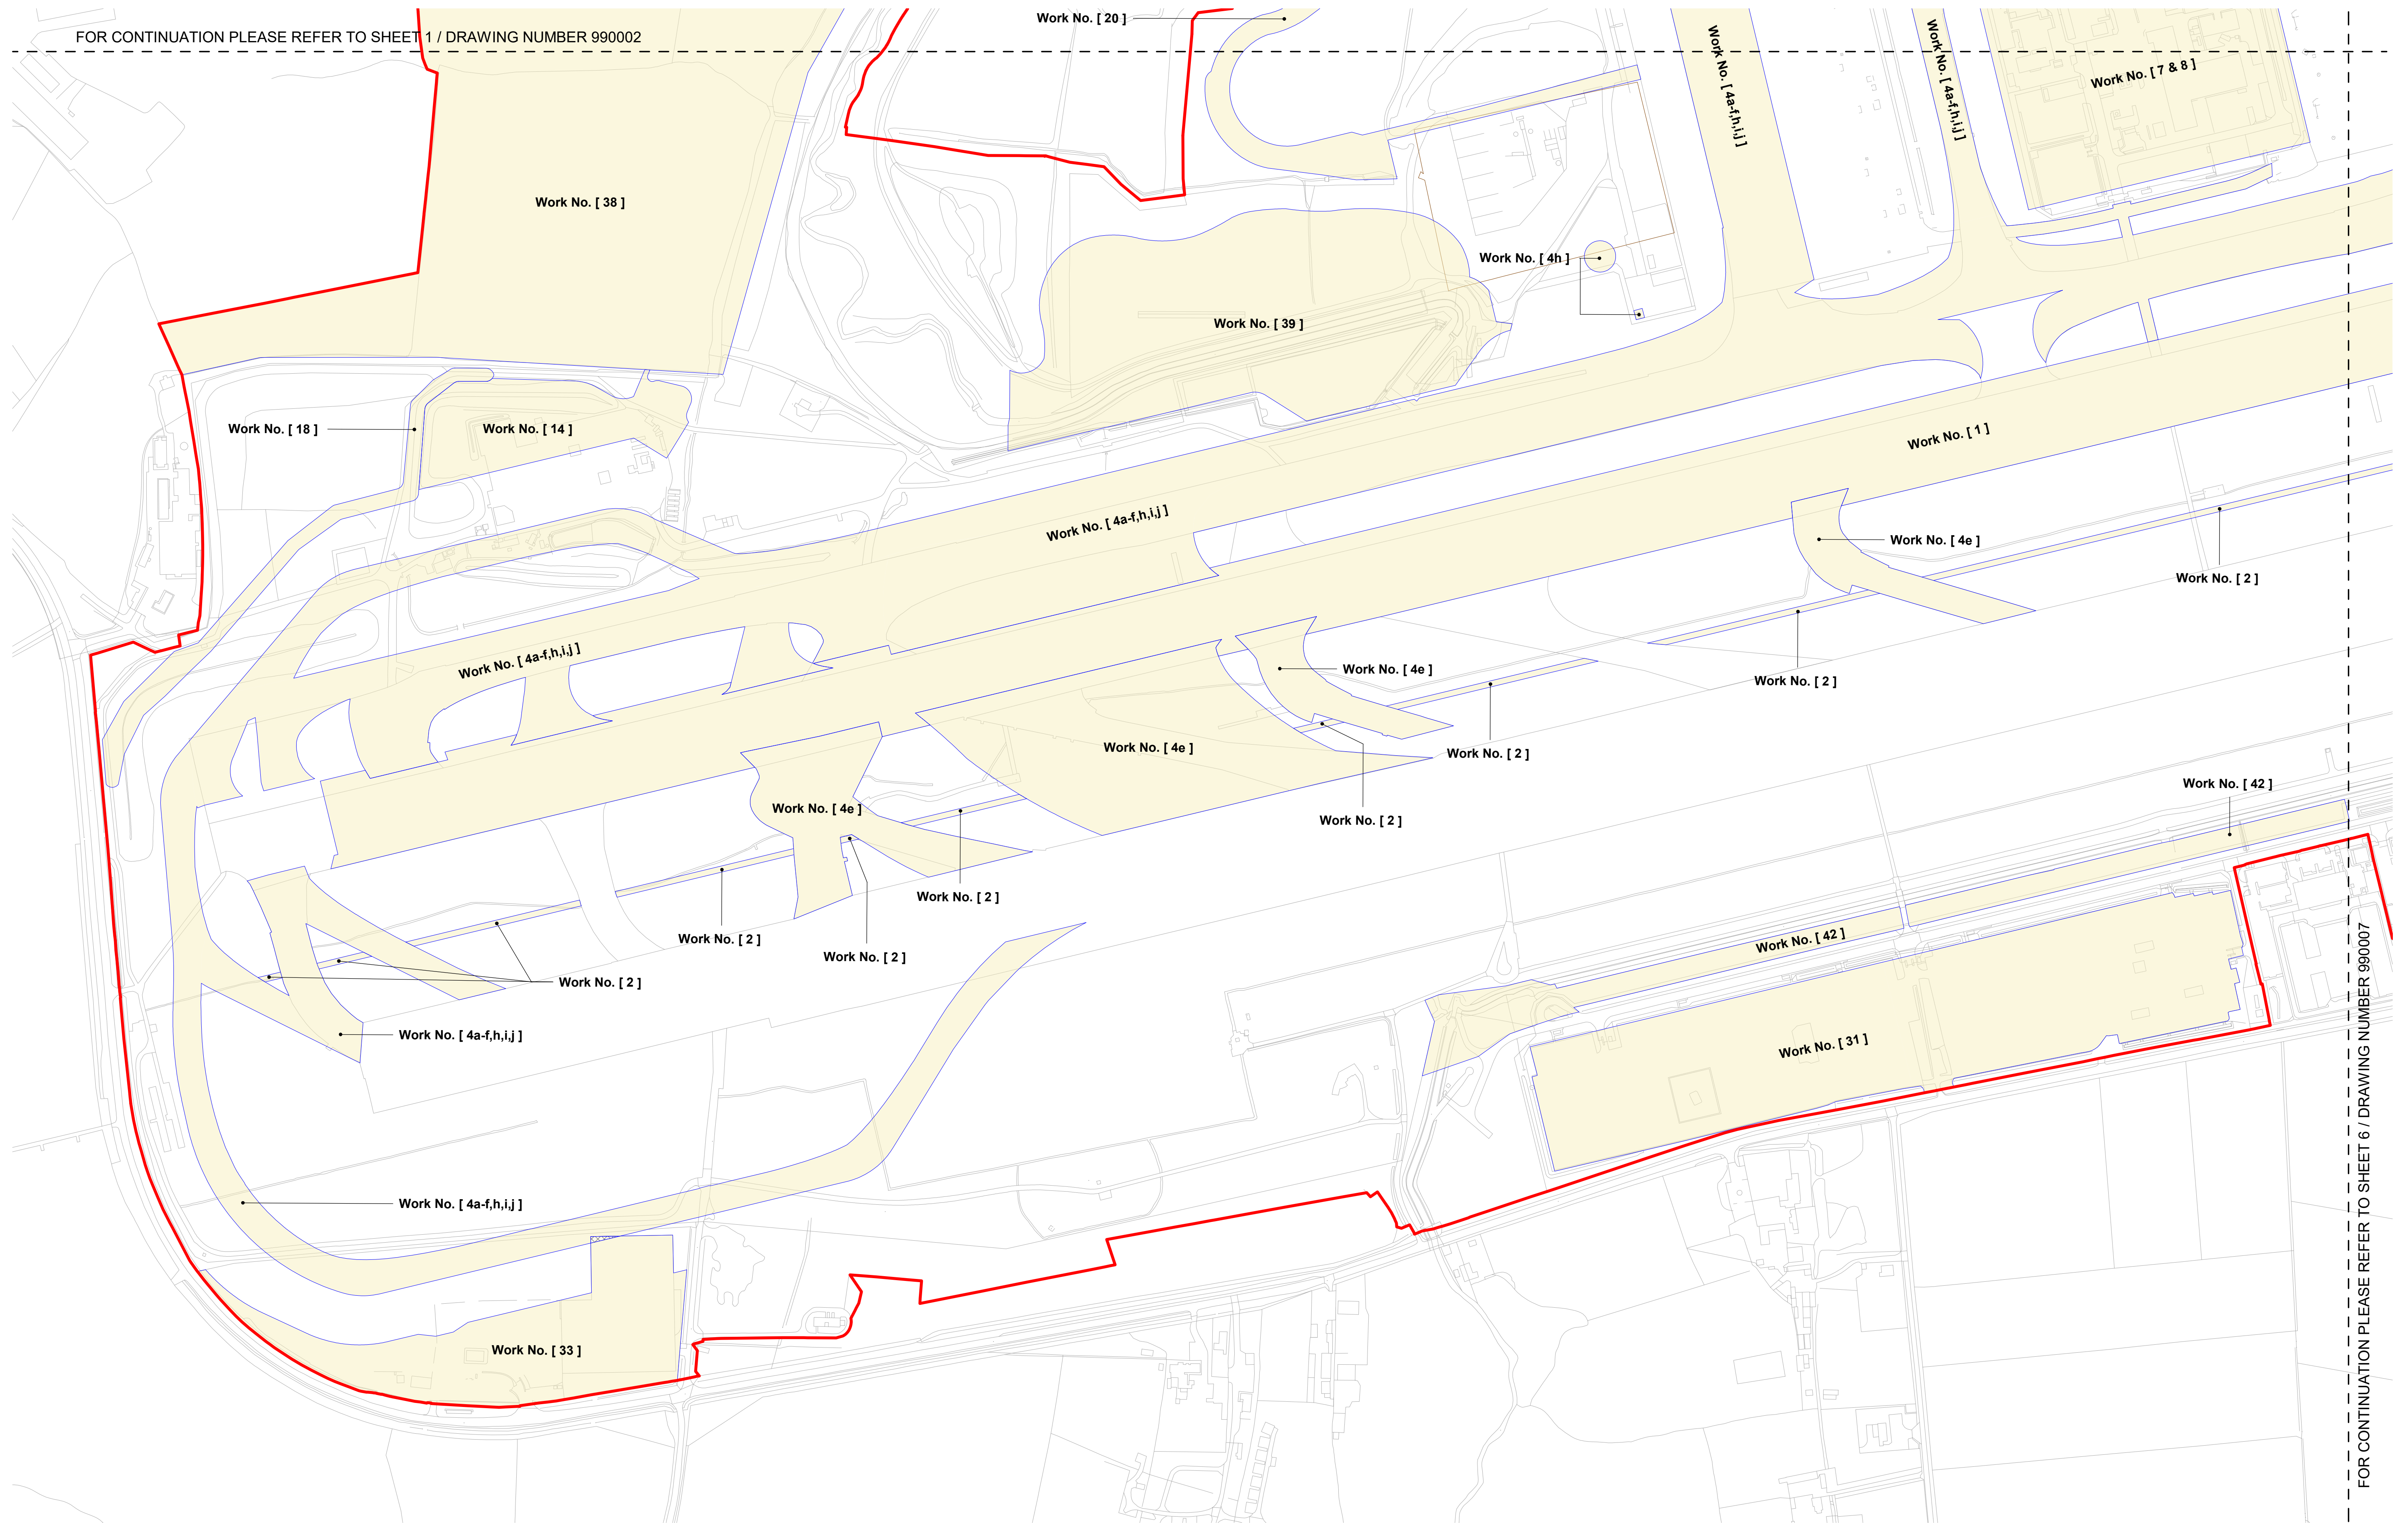 Work No. [ 20 ]
FOR CONTINUATION PLEASE REFER TO SHEET 1 / DRAWING NUMBER 990002
Work No. [ 4a-f,h,i,j ]
Work No. [ 4a-f,h,i,j ]
Work No. [ 7 & 8 ]
Work No. [ 38 ]
Work No. [ 4h ]
Work No. [ 39 ]
Work No. [ 18 ]
Work No. [ 14 ]
Work No. [ 1 ]
Work No. [ 4a-f,h,i,j ]
Work No. [ 4e ]
Work No. [ 2 ]
Work No. [ 4a-f,h,i,j ]
Work No. [ 4e ]
Work No. [ 2 ]
Work No. [ 4e ]
Work No. [ 2 ]
Work No. [ 42 ]
Work No. [ 4e ]
Work No. [ 2 ]
Work No. [ 2 ]
Work No. [ 2 ]
Work No. [ 42 ]
Work No. [ 2 ]
Work No. [ 2 ]
Work No. [ 4a-f,h,i,j ]
Work No. [ 31 ]
Work No. [ 4a-f,h,i,j ]
FOR CONTINUATION PLEASE REFER TO SHEET 6 / DRAWING NUMBER 990007
Work No. [ 33 ]